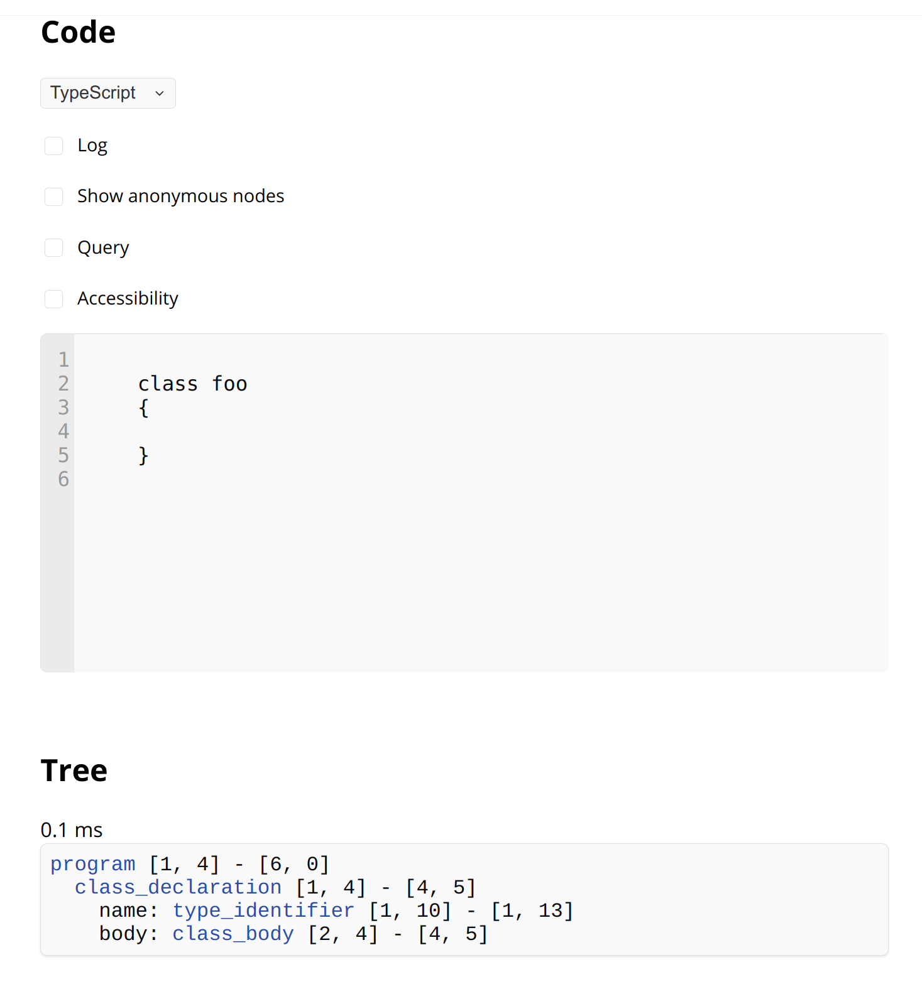 Code
TypeScript
Log
Show anonymous nodes
Query
Accessibility
1
2 class foo
3 {
4
5 }
6
Tree
0.1 ms
program [1, 4] - [6, 0]
class_declaration [1, 4] - [4, 5]
name: type_identifier [1, 10] - [1, 13]
body: class_body [2, 4] - [4, 5]